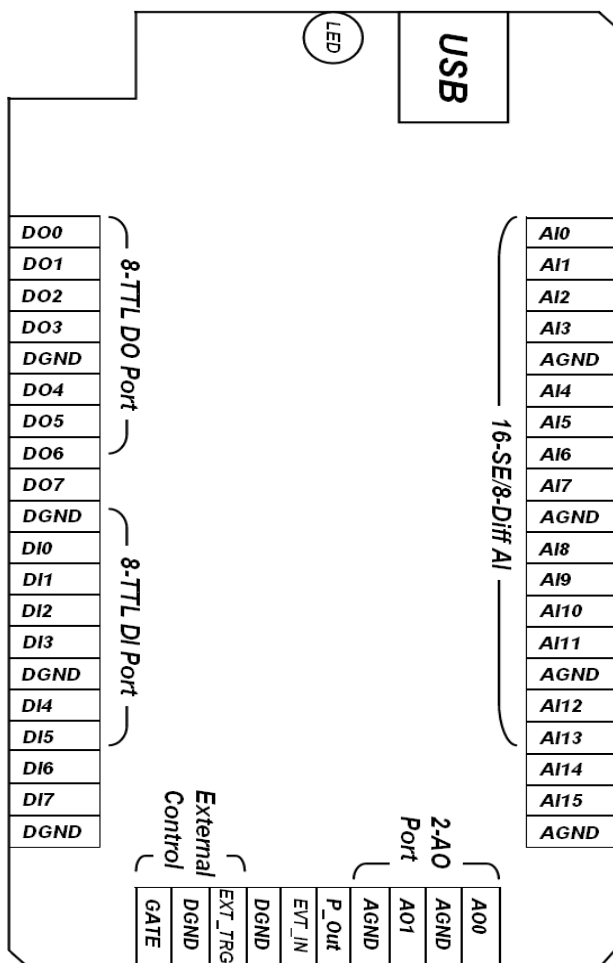 LED
USB
DO0
DO1
DO2
DO3
DGND
DO4
DO5
DO6
DO7
DGND
DI0
DI1
DI2
DI3
DGND
DI4
DI5
DI6
DI7
DGND
8-TTL DO Port
8-TTL DI Port
16-SE/8-Diff AI
AI0
AI1
AI2
AI3
AGND
AI4
AI5
AI6
AI7
AGND
AI8
AI9
AI10
AI11
AGND
AI12
AI13
AI14
AI15
AGND
External
Control
2-AO
Port
GATE
DGND
EXT_TRG
DGND
EVT_IN
P_Out
AGND
AO1
AGND
AO0